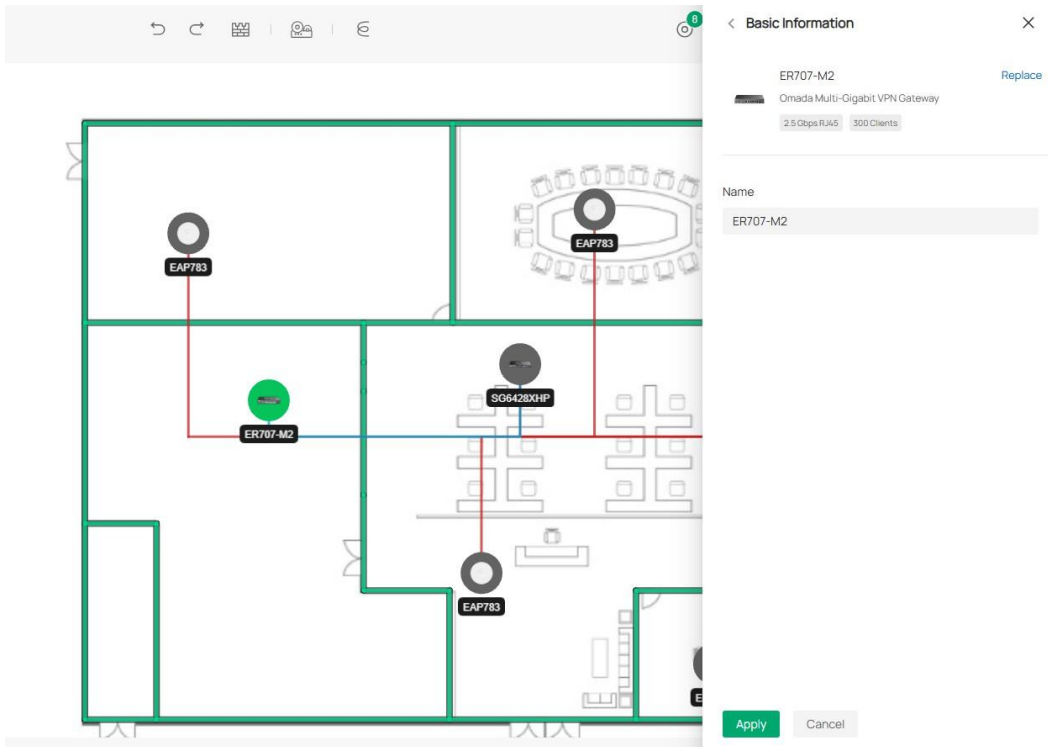 8
Basic Information
ER707-M2
Replace
Omada Multi-Gigabit VPN Gateway
2.5 Gbps RJ45
300 Clients
Name
ER707-M2
EAP783
EAP783
SG6428XHP
ER707-M2
EAP783
E
Apply
Cancel